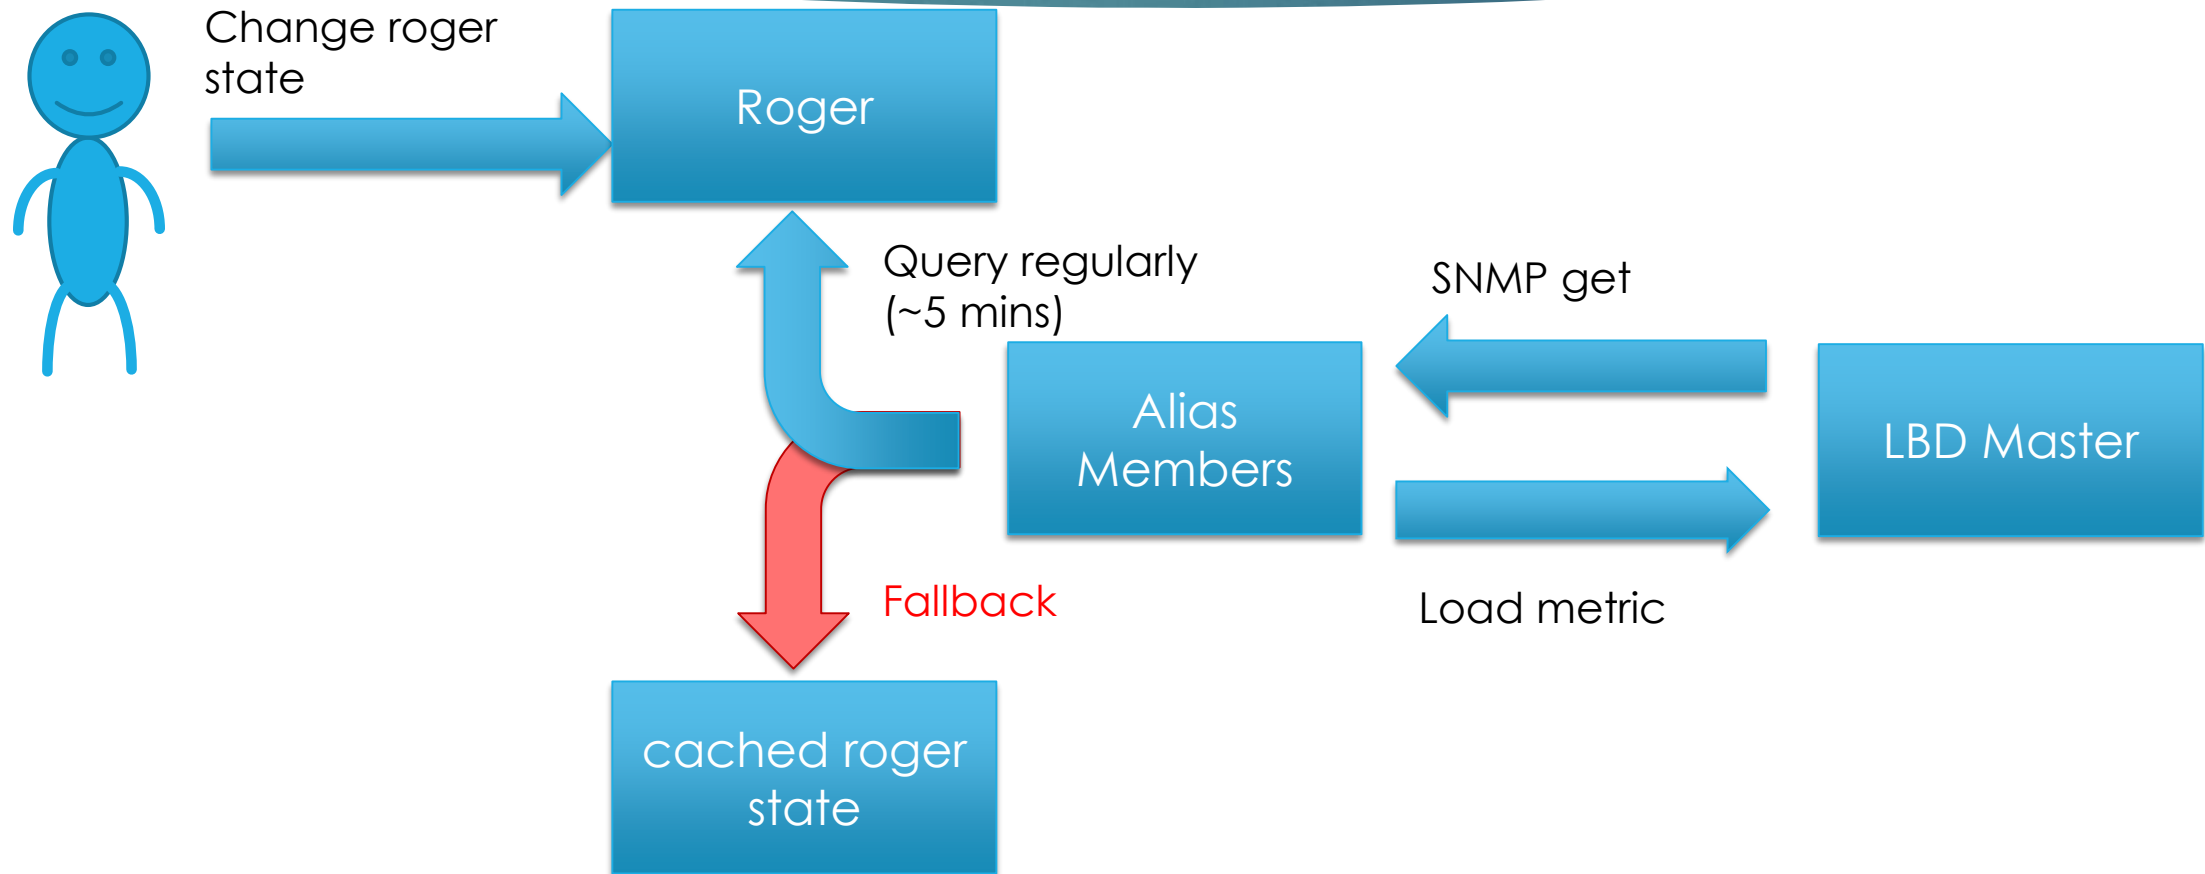 Change roger
state
Roger
Query regularly
(~5 mins)
SNMP get
Alias
Members
LBD Master
Fallback
Load metric
cached roger
state